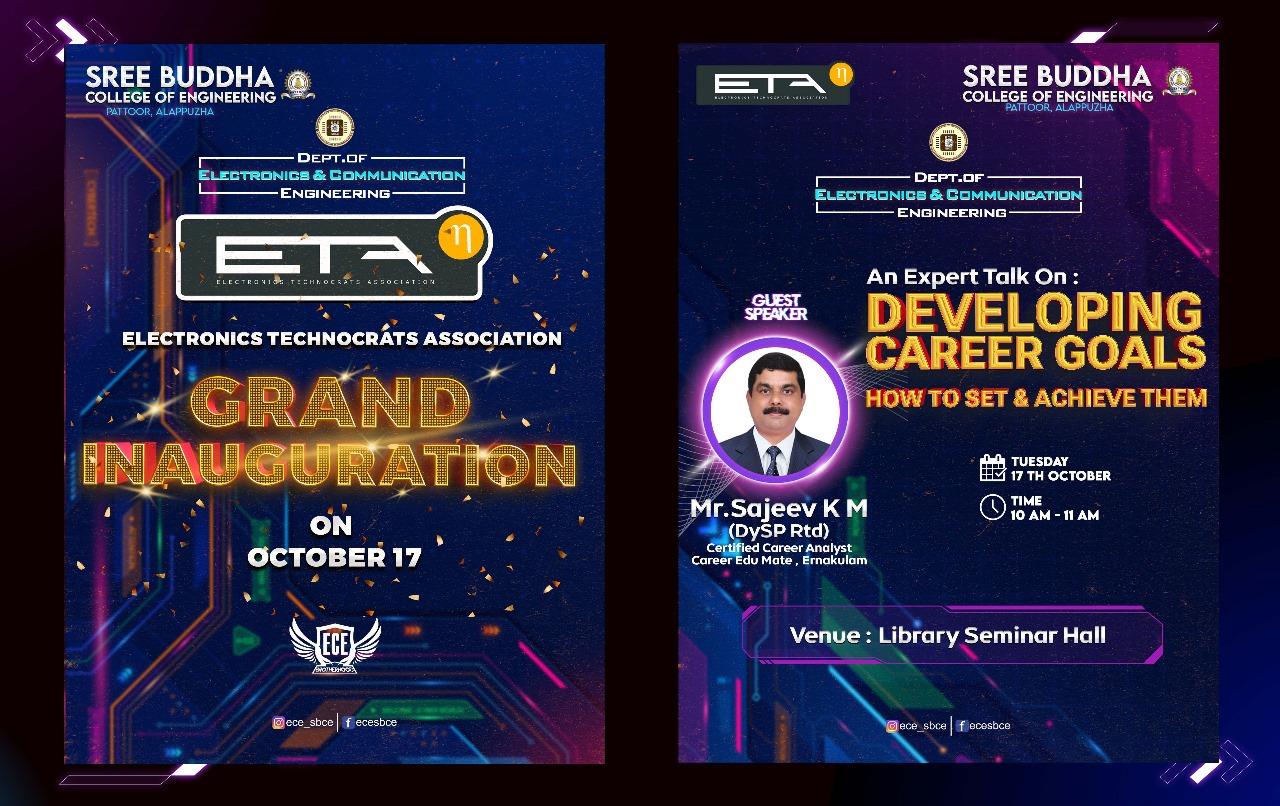 SREE BUDDHA
COLLEGE OF ENGINEERING
PATTOOR, ALAPPUZHA
DEPT.OF
ELECTRONICS & COMMUNICATION
ENGINEERING
ETA η
ELECTRONICS TECHNOCRATS ASSOCIATION
ELECTRONICS TECHNOCRATS ASSOCIATION
GRAND
INAUGURATION
ON
OCTOBER 17
ECE
BROTHERHOOD
ece_sbce | ecesbce
ETA η
ELECTRONICS TECHNOCRATS ASSOCIATION
SREE BUDDHA
COLLEGE OF ENGINEERING
PATTOOR, ALAPPUZHA
DEPT.OF
ELECTRONICS & COMMUNICATION
ENGINEERING
An Expert Talk On :
DEVELOPING
CAREER GOALS
HOW TO SET & ACHIEVE THEM
GUEST
SPEAKER
Mr.Sajeev K M
(DySP Rtd)
Certified Career Analyst
Career Edu Mate , Ernakulam
TUESDAY
17 TH OCTOBER
TIME
10 AM - 11 AM
Venue : Library Seminar Hall
ece_sbce | ecesbce